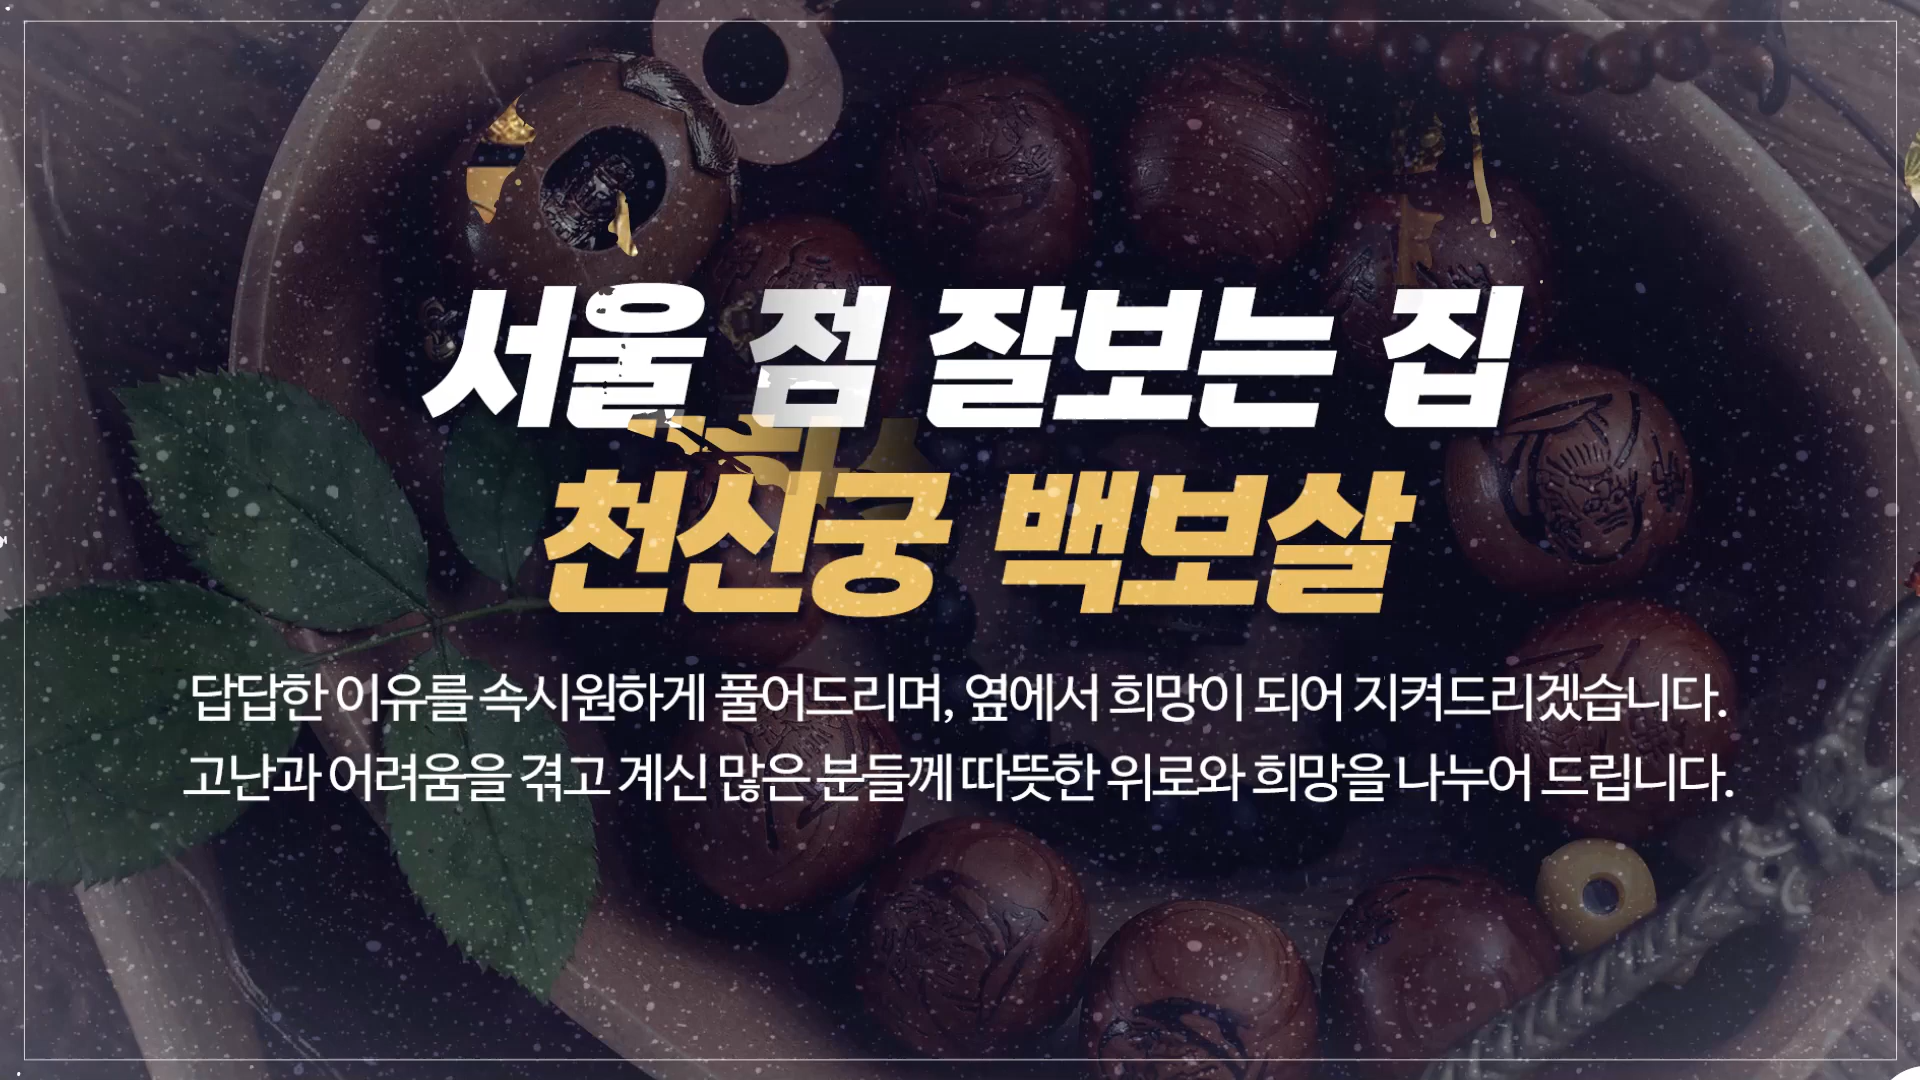 서울 점 잘보는 집
천신궁 백보살
답답한 이유를 속시원하게 풀어드리며, 옆에서 희망이 되어 지켜드리겠습니다.
고난과 어려움을 겪고 계신 많은 분들께 따뜻한 위로와 희망을 나누어 드립니다.